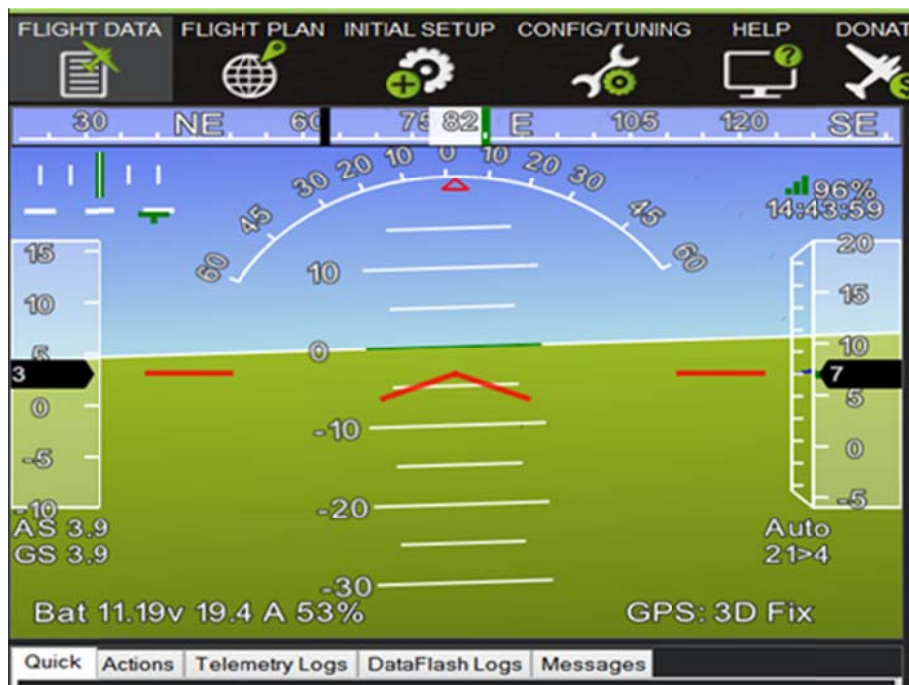 FLIGHT DATA FLIGHT PLAN INITIAL SETUP CONFIG/TUNING HELP DONAT
30 NE 60 75 82 E 105 120 SE
60 45 30 20 10 0 10 20 30 45 60
96%
14:43:59
15
10
5
3
0
-5
-10
10
0
-10
-20
-30
20
15
10
7
5
0
-5
AS 3.9
GS 3.9
Auto
21>4
Bat 11.19v 19.4 A 53% GPS: 3D Fix
Quick Actions Telemetry Logs DataFlash Logs Messages